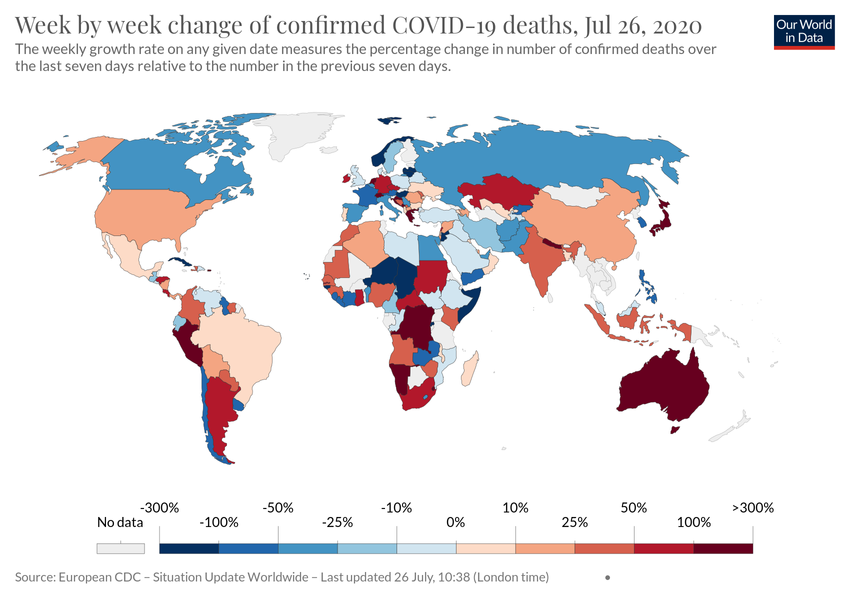 Week by week change of confirmed COVID-19 deaths, Jul 26, 2020
Our World
in Data
The weekly growth rate on any given date measures the percentage change in number of confirmed deaths over
the last seven days relative to the number in the previous seven days.
-300% -50% -10% 10% 50% >300%
No data -100% -25% 0% 25% 100%
Source: European CDC – Situation Update Worldwide – Last updated 26 July, 10:38 (London time)